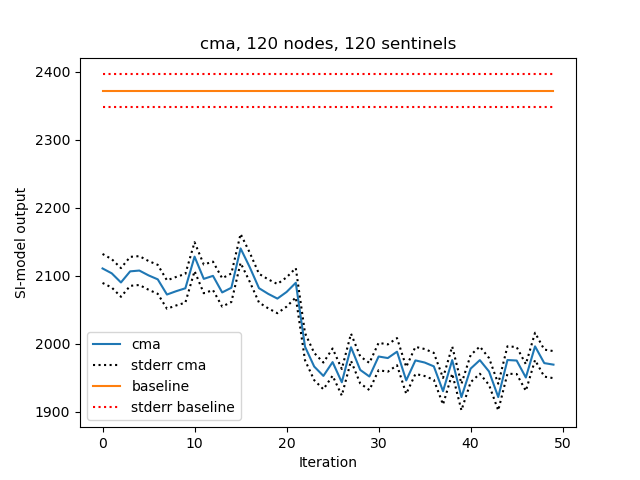 cma, 120 nodes, 120 sentinels
SI-model output
2400
2300
2200
2100
2000
1900
cma
stderr cma
baseline
stderr baseline
0 10 20 30 40 50
Iteration